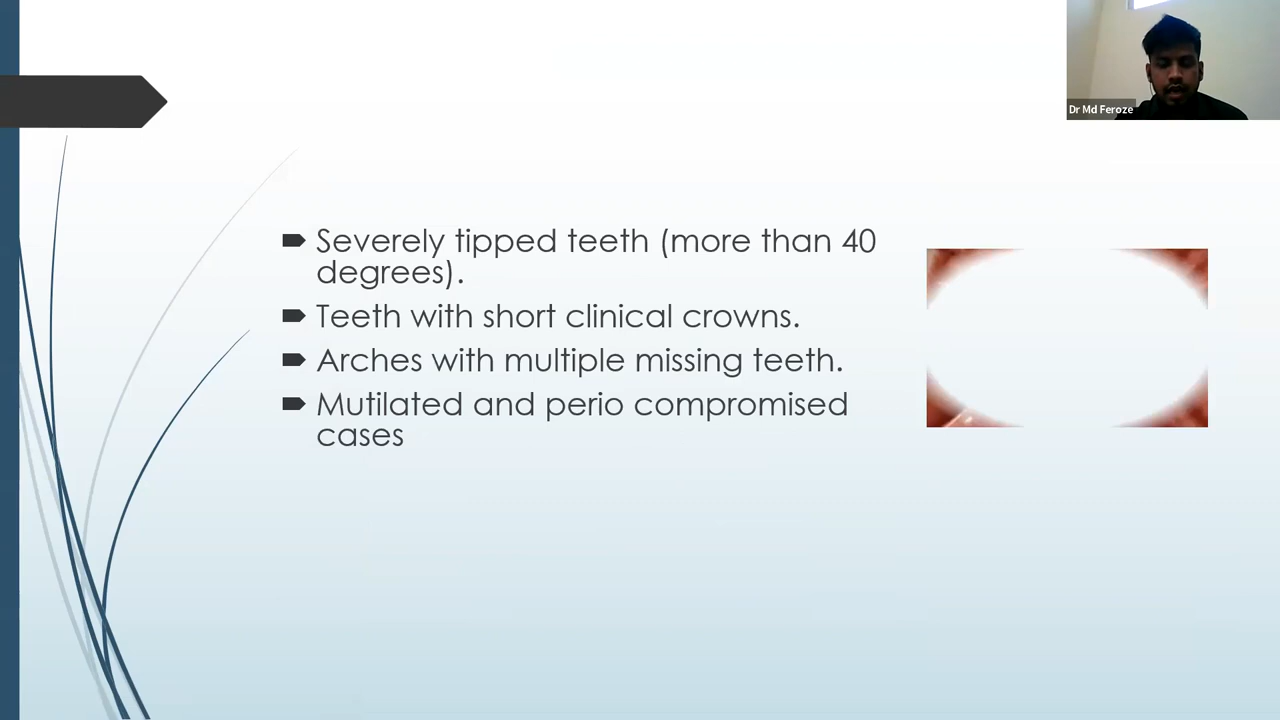 Dr Md Feroze
Severely tipped teeth (more than 40
degrees).
Teeth with short clinical crowns.
Arches with multiple missing teeth.
Mutilated and perio compromised
cases